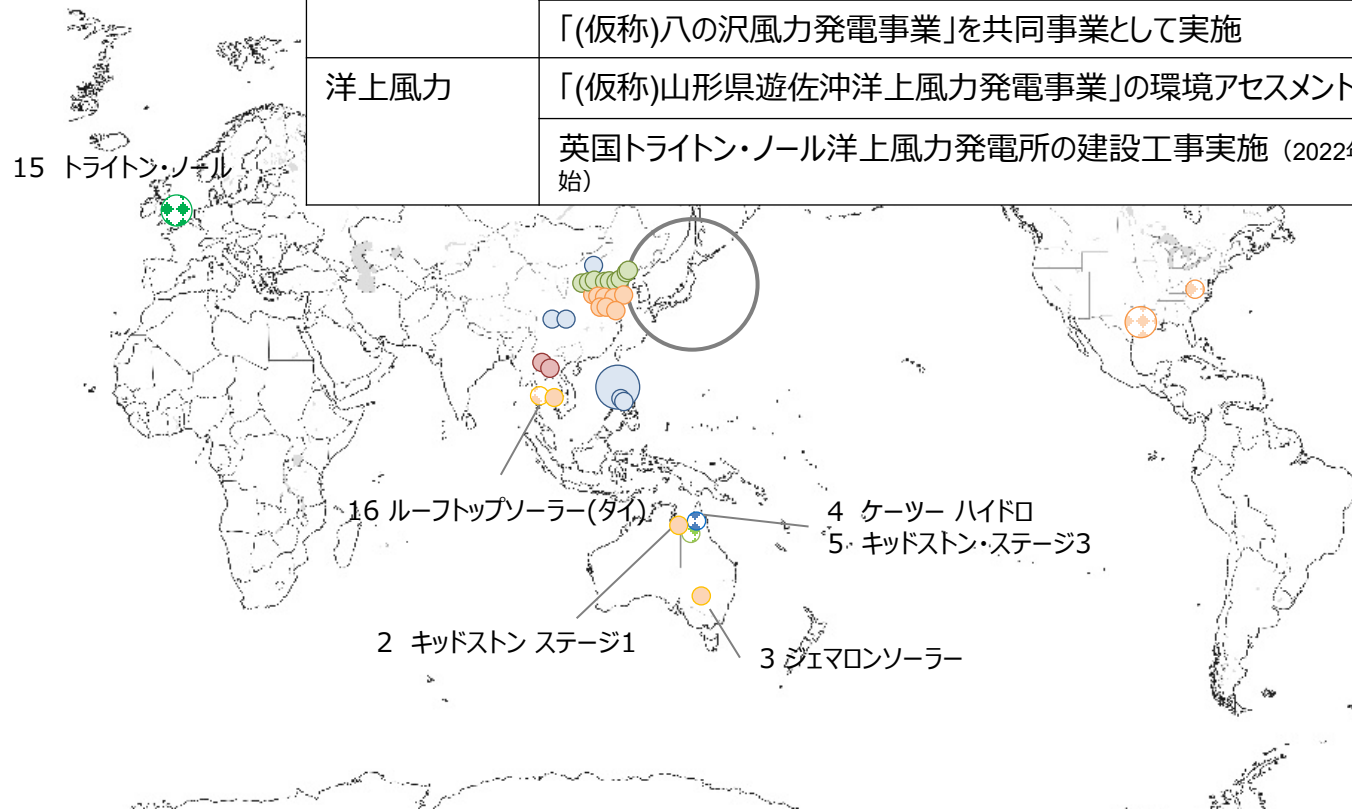 「(仮称)八の沢風力発電事業」を共同事業として実施
洋上風力
「(仮称)山形県遊佐沖洋上風力発電事業」の環境アセスメント
英国トライトン・ノール洋上風力発電所の建設工事実施（2022年
始）
15 トライトン・ノール
16 ルーフトップソーラー(タイ)
4 ケーツー ハイドロ
5 キッドストン・ステージ3
2 キッドストン ステージ1
3 ジェマロンソーラー